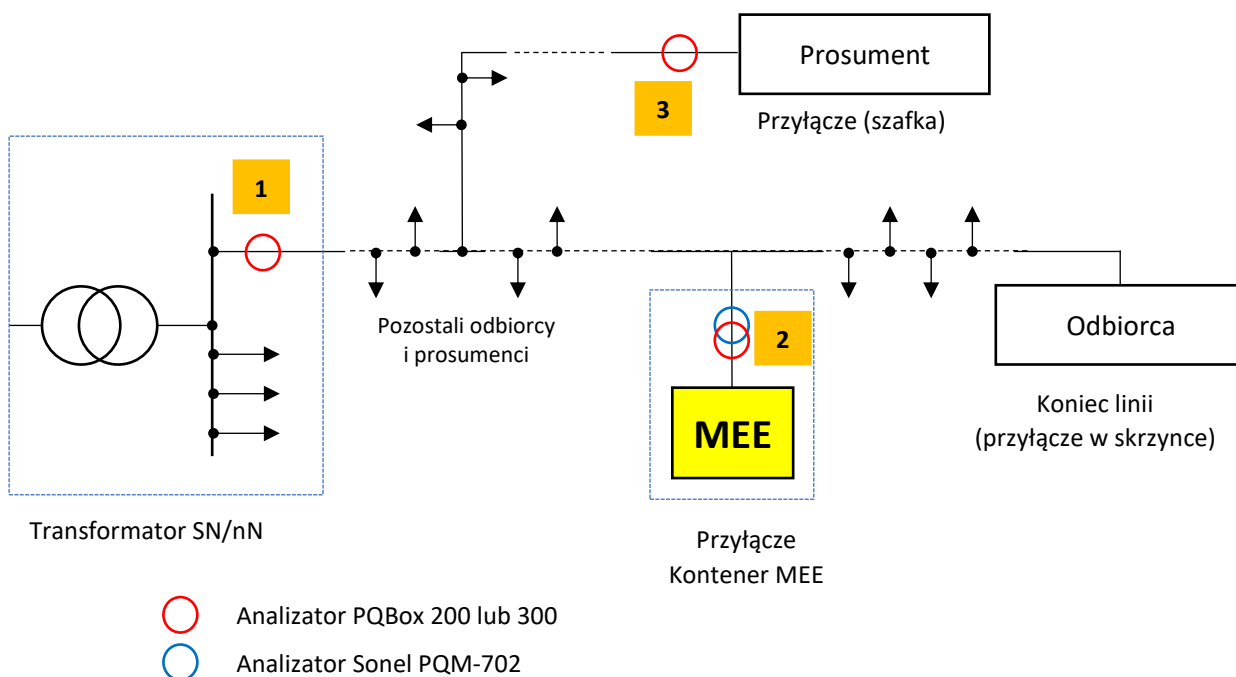 Prosument
3
Przyłącze (szafka)
1
Pozostali odbiorcy
i prosumenci
2
MEE
Odbiorca
Koniec linii
(przyłącze w skrzynce)
Transformator SN/nN
Przyłącze
Kontener MEE
Analizator PQBox 200 lub 300
Analizator Sonel PQM-702